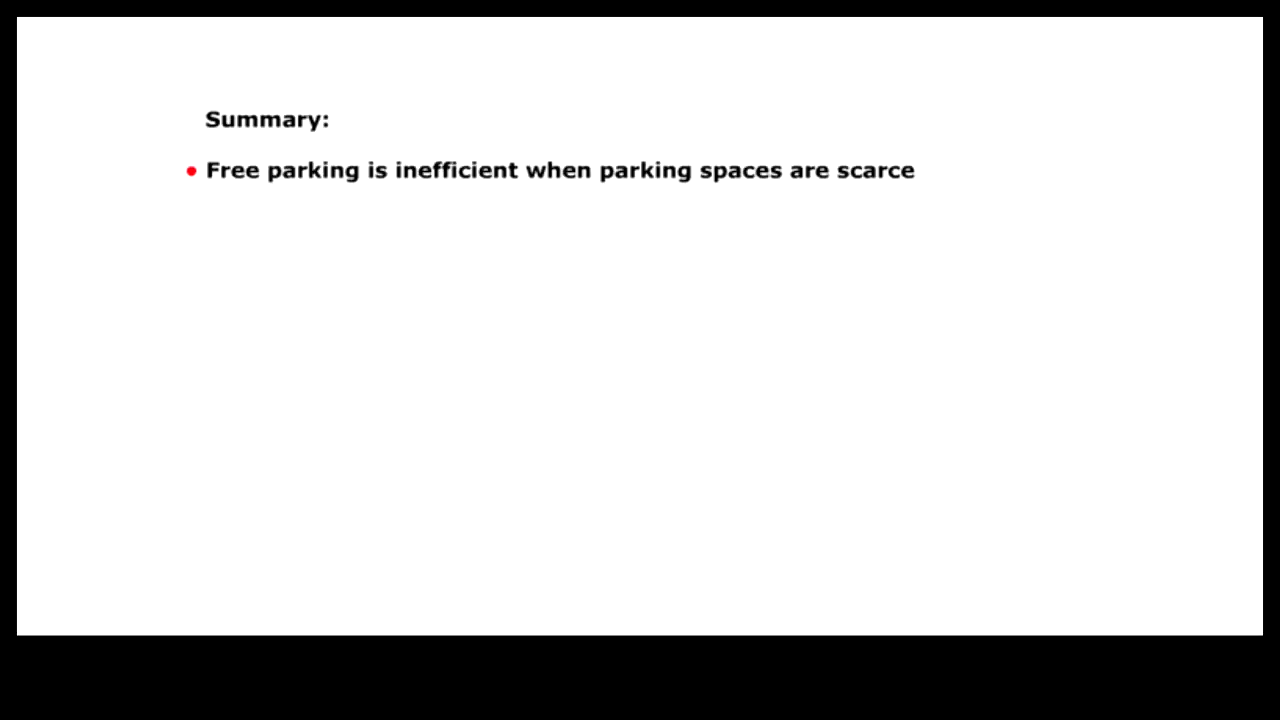 Summary:
• Free parking is inefficient when parking spaces are scarce